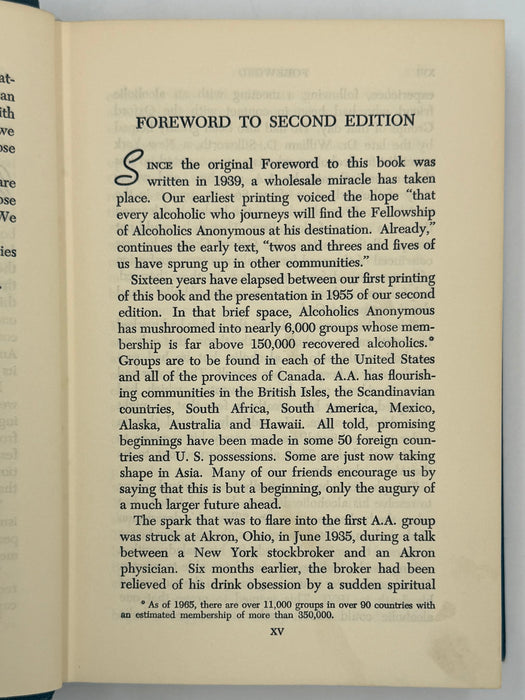 at-
an
ith
we
ose
are
ose
We
ies
FOREWORD TO SECOND EDITION
SINCE the original Foreword to this book was
written in 1939, a wholesale miracle has taken
place. Our earliest printing voiced the hope "that
every alcoholic who journeys will find the Fellowship
of Alcoholics Anonymous at his destination. Already,"
continues the early text, "twos and threes and fives of
us have sprung up in other communities."
Sixteen years have elapsed between our first printing
of this book and the presentation in 1955 of our second
edition. In that brief space, Alcoholics Anonymous
has mushroomed into nearly 6,000 groups whose mem-
bership is far above 150,000 recovered alcoholics.*
Groups are to be found in each of the United States
and all of the provinces of Canada. A.A. has flourish-
ing communities in the British Isles, the Scandinavian
countries, South Africa, South America, Mexico,
Alaska, Australia and Hawaii. All told, promising
beginnings have been made in some 50 foreign coun-
tries and U. S. possessions. Some are just now taking
shape in Asia. Many of our friends encourage us by
saying that this is but a beginning, only the augury of
a much larger future ahead.
The spark that was to flare into the first A.A. group
was struck at Akron, Ohio, in June 1935, during a talk
between a New York stockbroker and an Akron
physician. Six months earlier, the broker had been
relieved of his drink obsession by a sudden spiritual
* As of 1965, there are over 11,000 groups in over 90 countries with
an estimated membership of more than 350,000.
XV